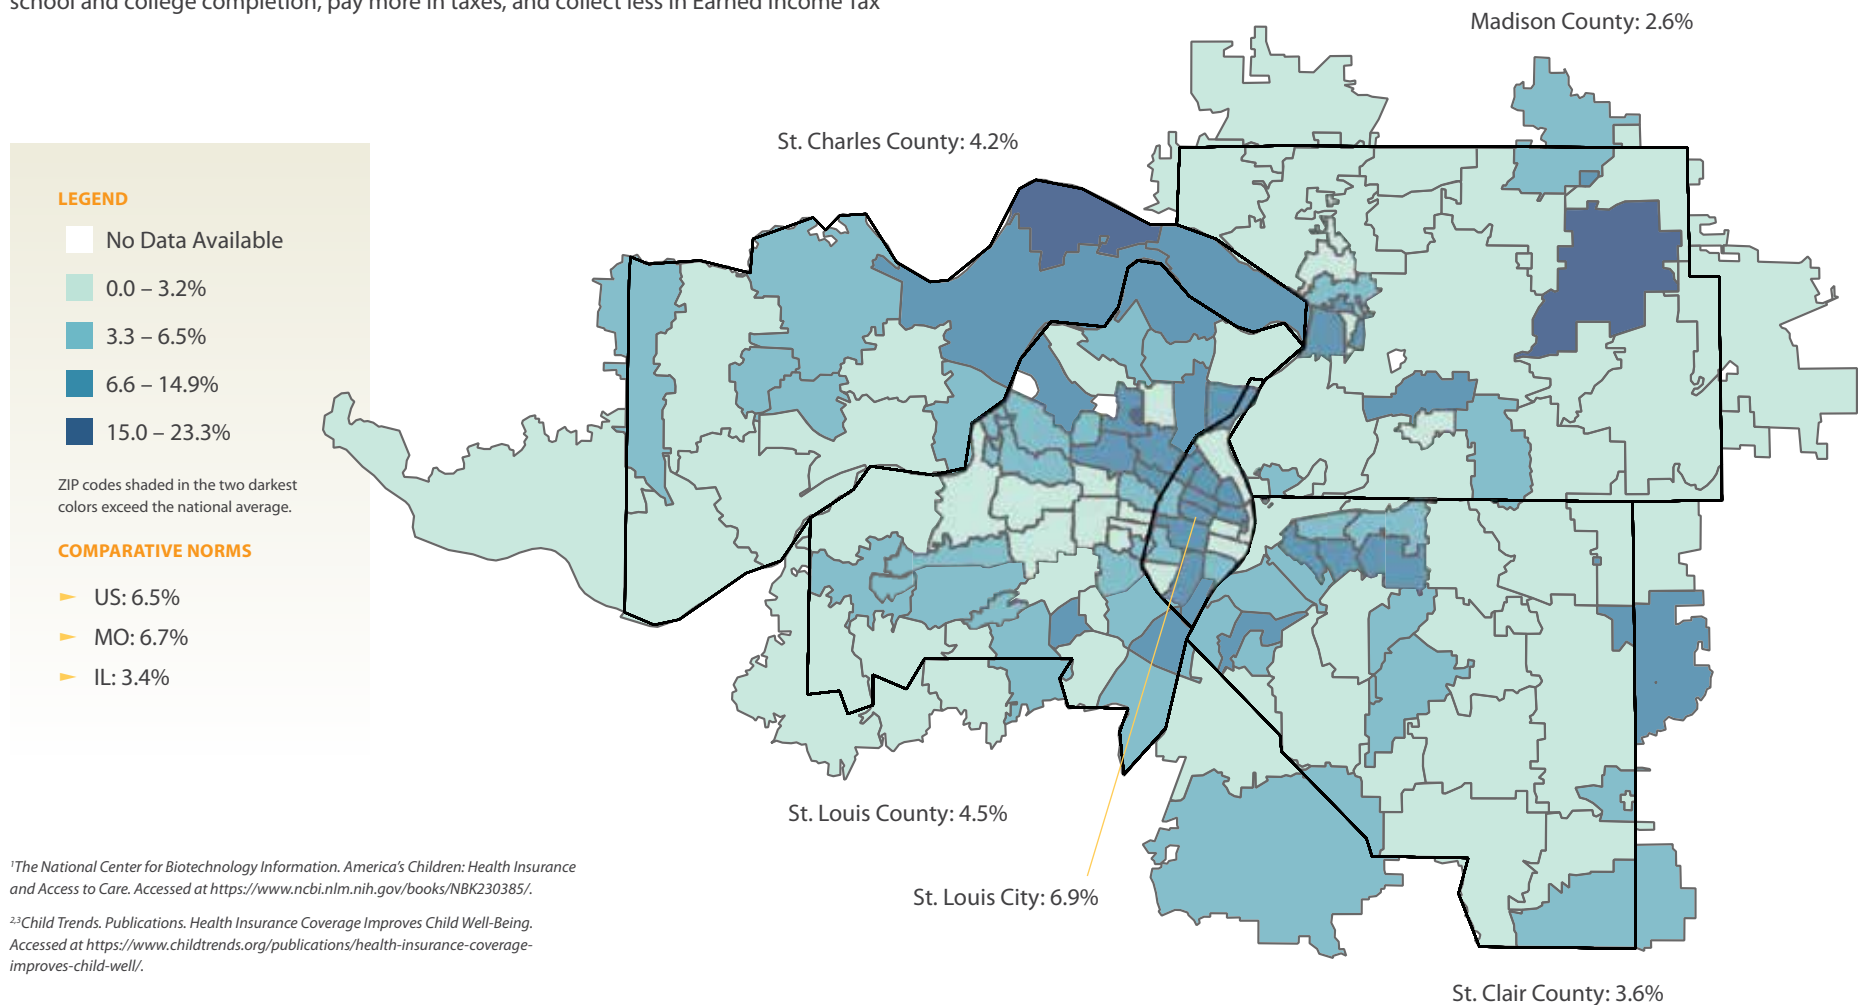 school and college completion, pay more in taxes, and collect less in Earned Income Tax
Madison County: 2.6%
St. Charles County: 4.2%
LEGEND
No Data Available
0.0 – 3.2%
3.3 – 6.5%
6.6 – 14.9%
15.0 – 23.3%
ZIP codes shaded in the two darkest
colors exceed the national average.
COMPARATIVE NORMS
► US: 6.5%
► MO: 6.7%
► IL: 3.4%
St. Louis County: 4.5%
St. Louis City: 6.9%
St. Clair County: 3.6%
¹The National Center for Biotechnology Information. America’s Children: Health Insurance
and Access to Care. Accessed at https://www.ncbi.nlm.nih.gov/books/NBK230385/.
²,³Child Trends. Publications. Health Insurance Coverage Improves Child Well-Being.
Accessed at https://www.childtrends.org/publications/health-insurance-coverage-
improves-child-well/.